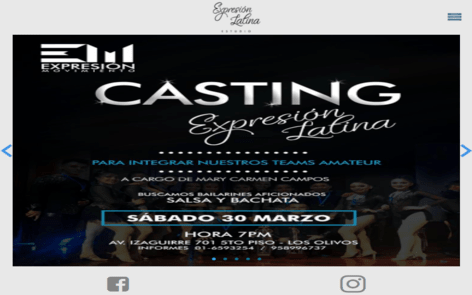 Expresión
Latina
ESTUDIO
EXPRESION
MOVIMIENTO
CASTING
Expresión
Latina
PARA INTEGRAR NUESTROS TEAMS AMATEUR
A CARGO DE MARY CARMEN CAMPOS
BUSCAMOS BAILARINES AFICIONADOS
SALSA Y BACHATA
SÁBADO 30 MARZO
HORA 7PM
AV. IZAGUIRRE 701 5TO PISO - LOS OLIVOS
INFORMES 01-6593254 / 958996737